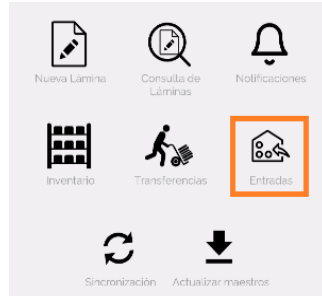 Nueva Lámina
Consulta de
Láminas
Notificaciones
Inventario
Transferencias
Entradas
Sincronización
Actualizar maestros